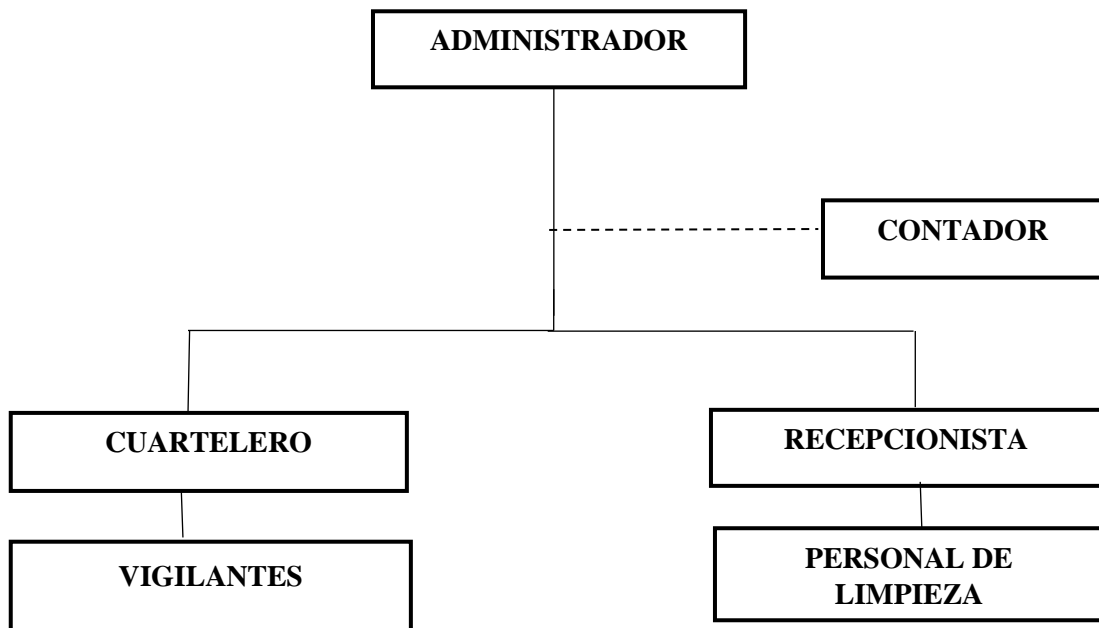 ADMINISTRADOR
CONTADOR
CUARTELERO
RECEPCIONISTA
VIGILANTES
PERSONAL DE
LIMPIEZA